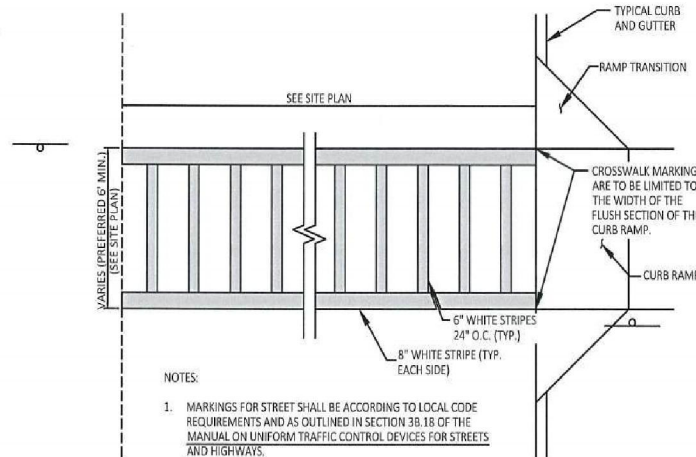 TYPICAL CURB
AND GUTTER
RAMP TRANSITION
SEE SITE PLAN
VARIES (PREFERRED 6' MIN.)
(SEE SITE PLAN)
CROSSWALK MARKING
ARE TO BE LIMITED TO
THE WIDTH OF THE
FLUSH SECTION OF THE
CURB RAMP.
CURB RAMP
6" WHITE STRIPES
24" O.C. (TYP.)
8" WHITE STRIPE (TYP.
EACH SIDE)
NOTES:
1. MARKINGS FOR STREET SHALL BE ACCORDING TO LOCAL CODE
REQUIREMENTS AND AS OUTLINED IN SECTION 3B.18 OF THE
MANUAL ON UNIFORM TRAFFIC CONTROL DEVICES FOR STREETS
AND HIGHWAYS.